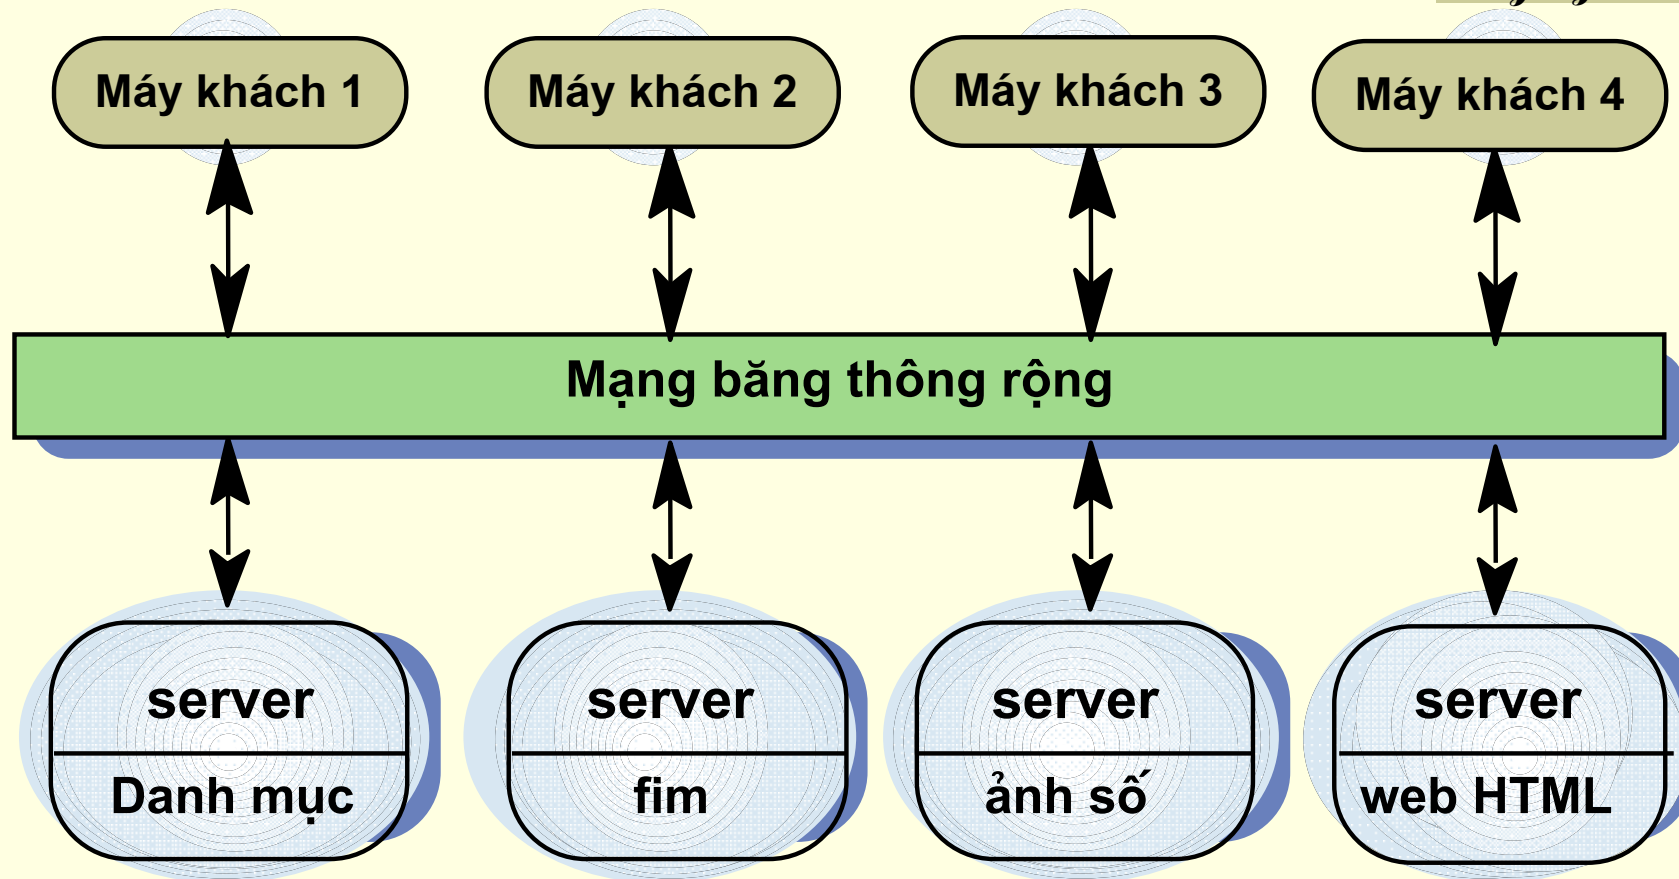 Máy khách 1
Máy khách 2
Máy khách 3
Máy khách 4
Mạng băng thông rộng
server
Danh mục
server
fim
server
ảnh số
server
web HTML